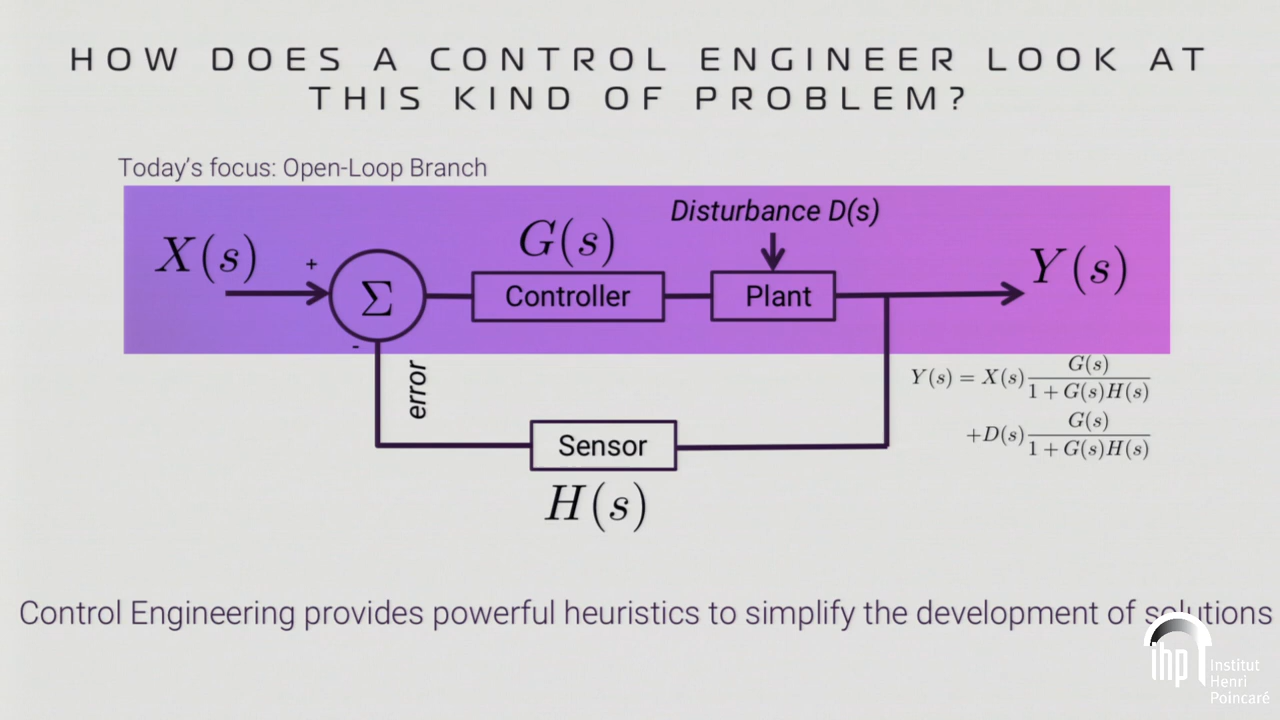 HOW DOES A CONTROL ENGINEER LOOK AT
THIS KIND OF PROBLEM?
Today's focus: Open-Loop Branch
Disturbance D(s)
X(s)
+
G(s)
Y(s)
Σ
Controller
Plant
-
error
Y(s) = X(s) G(s) / 1 + G(s)H(s)
+D(s) G(s) / 1 + G(s)H(s)
Sensor
H(s)
Control Engineering provides powerful heuristics to simplify the development of solutions
ihp
Institut
Henri
Poincaré